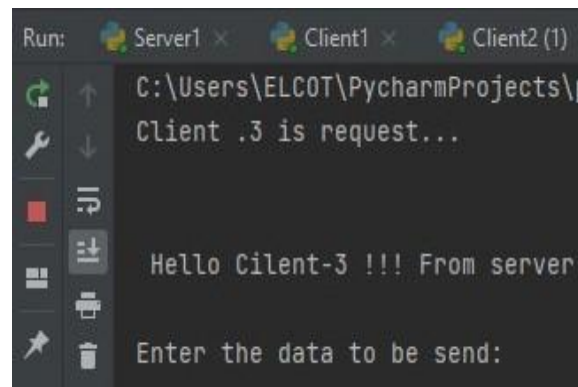 Run: Server1 × Client1 × Client2 (1)
C:\Users\ELCOT\PycharmProjects\
Client .3 is request...
Hello Cilent-3 !!! From server
Enter the data to be send: